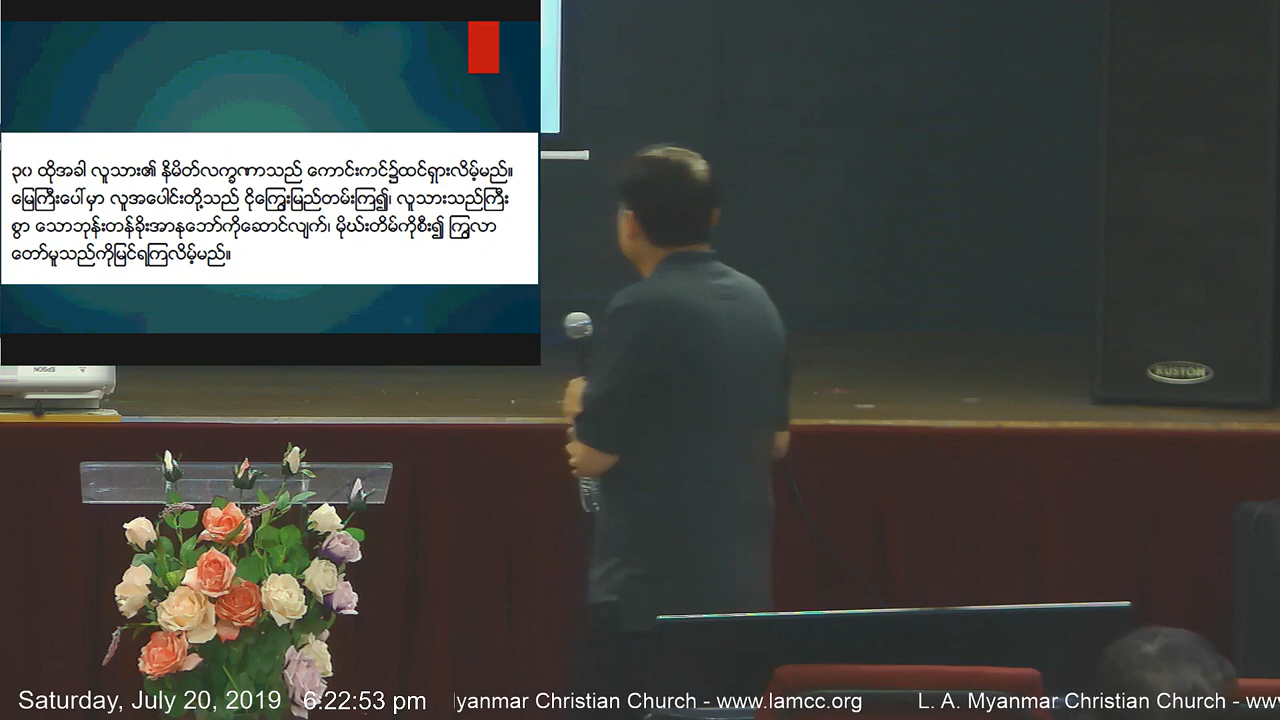 ၃၀ ထိုအခါ လူသား၏ နိမိတ်လက္ခဏာသည် ကောင်းကင်၌ထင်ရှားလိမ့်မည်။
မြေကြီးပေါ်မှာ လူအပေါင်းတို့သည် ငိုကြွေးမြည်တမ်းကြ၍၊ လူသားသည်ကြီး
စွာ သောဘုန်းတန်ခိုးအာနုဘော်ကိုဆောင်လျက်၊ မိုဃ်းတိမ်ကိုစီး၍ ကြွလာ
တော်မူသည်ကိုမြင်ရကြလိမ့်မည်။
EPSON
KUSTOM
Saturday, July 20, 2019 6:22:53 pm yanmar Christian Church - www.lamcc.org L. A. Myanmar Christian Church - ww